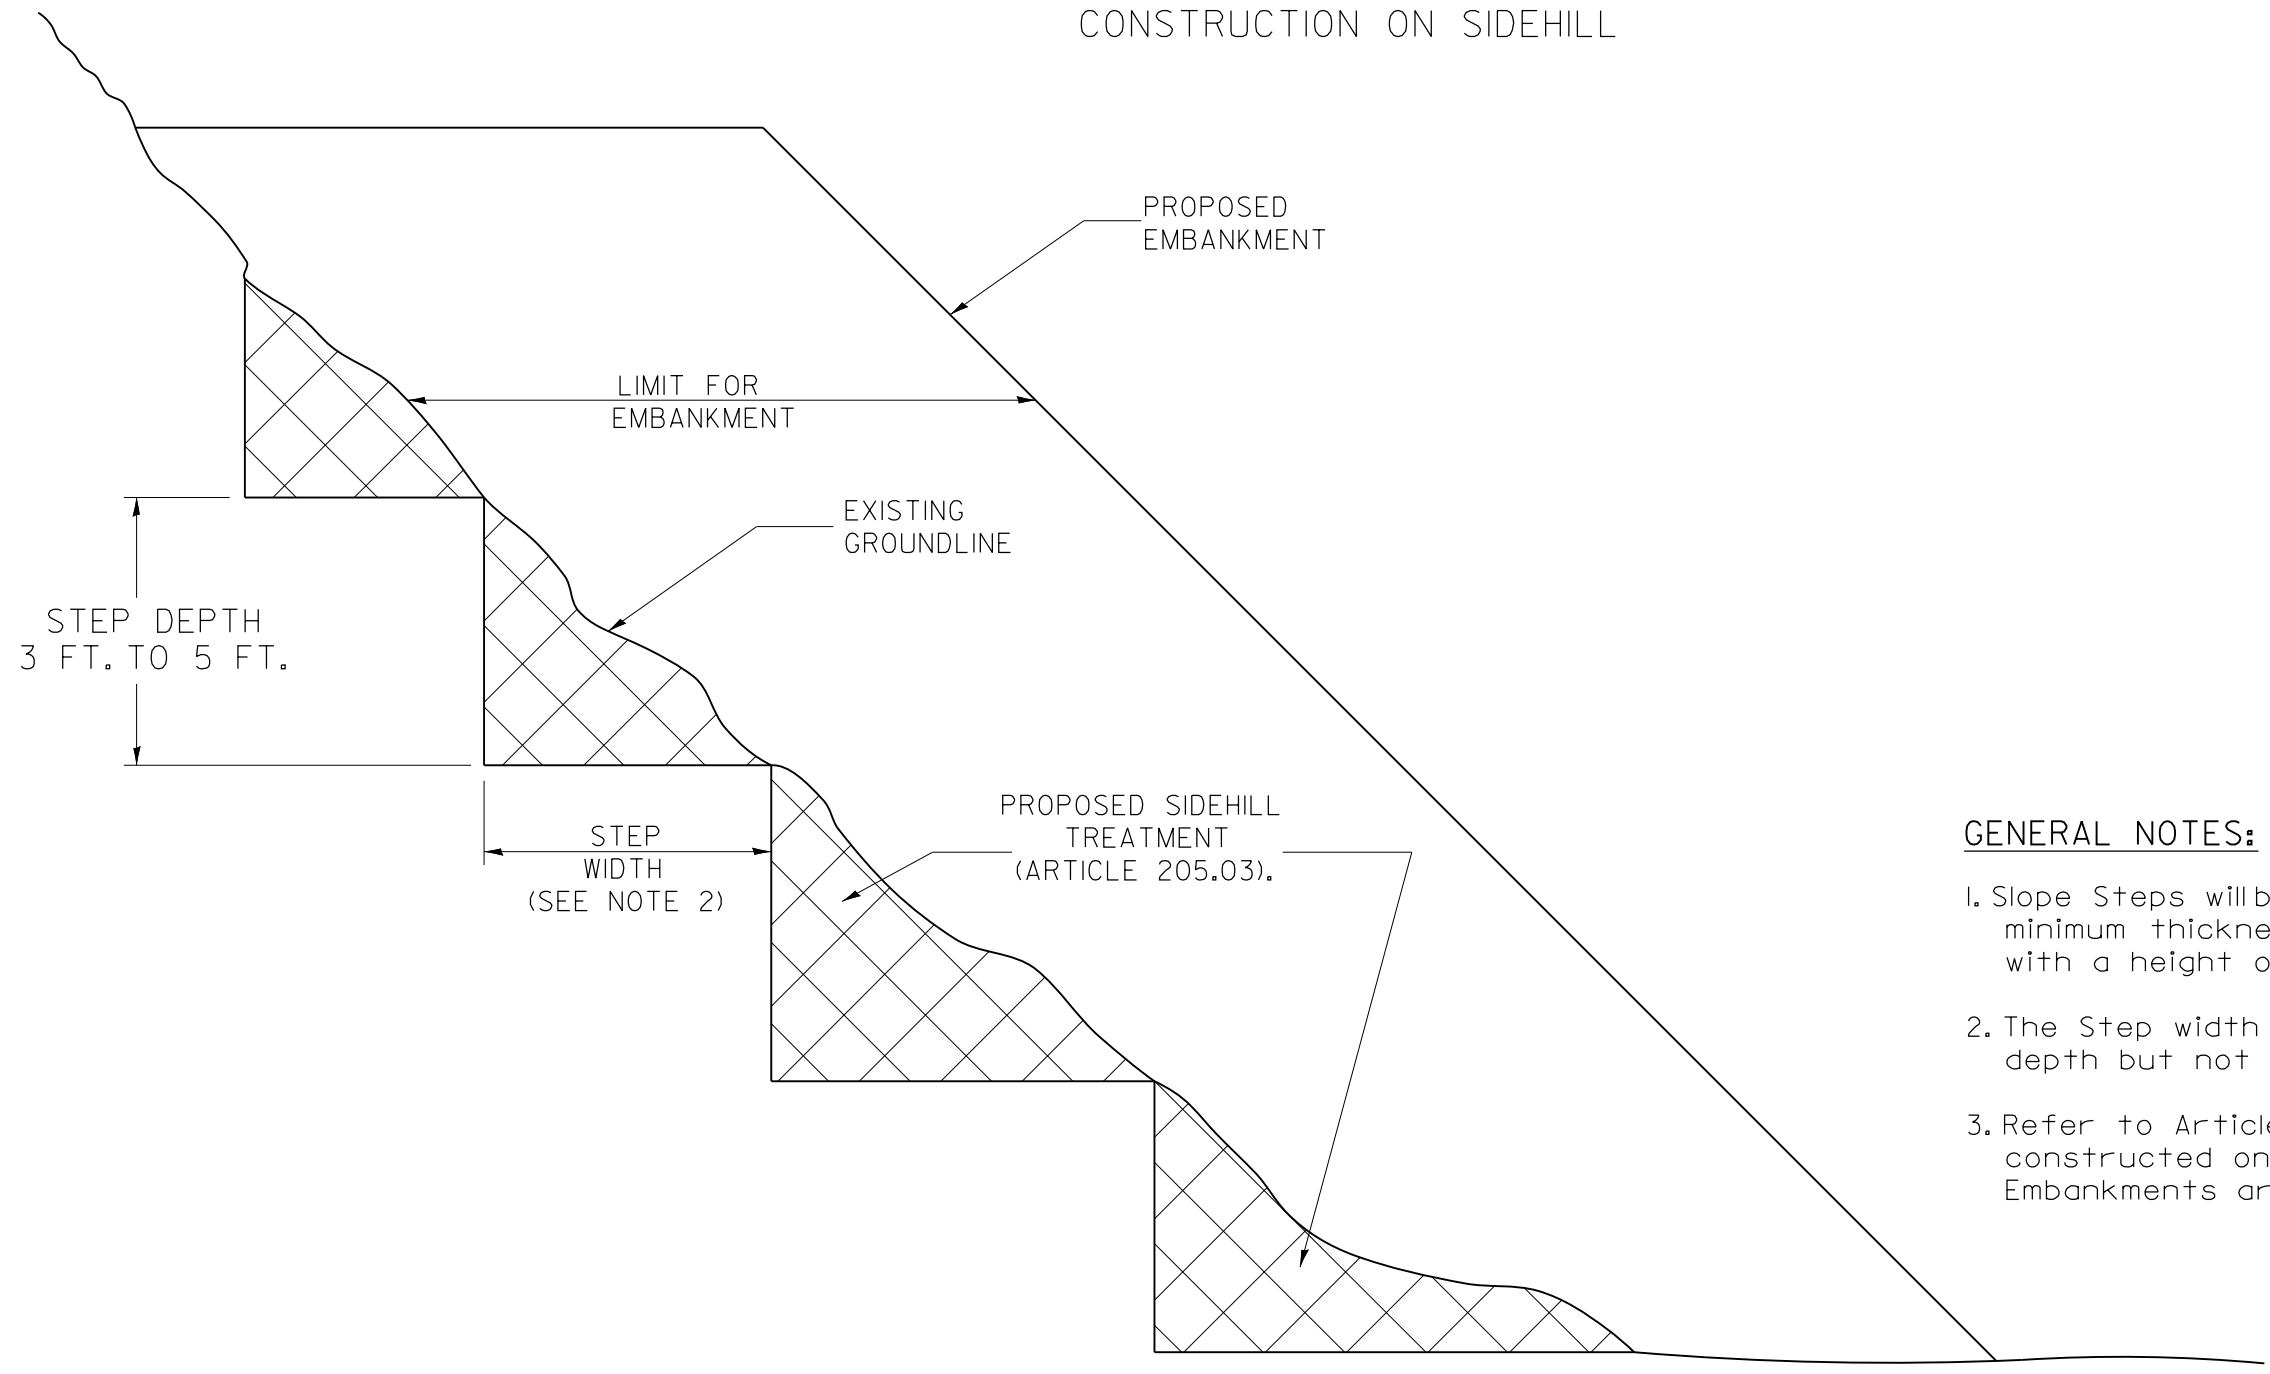 CONSTRUCTION ON SIDEHILL
PROPOSED
EMBANKMENT
LIMIT FOR
EMBANKMENT
EXISTING
GROUNDLINE
STEP DEPTH
3 FT. TO 5 FT.
STEP
WIDTH
(SEE NOTE 2)
PROPOSED SIDEHILL
TREATMENT
(ARTICLE 205.03).
GENERAL NOTES:
1. Slope Steps will
minimum
with a height
2. The Step width
depth but not
3. Refer to
constructed on
Embankments